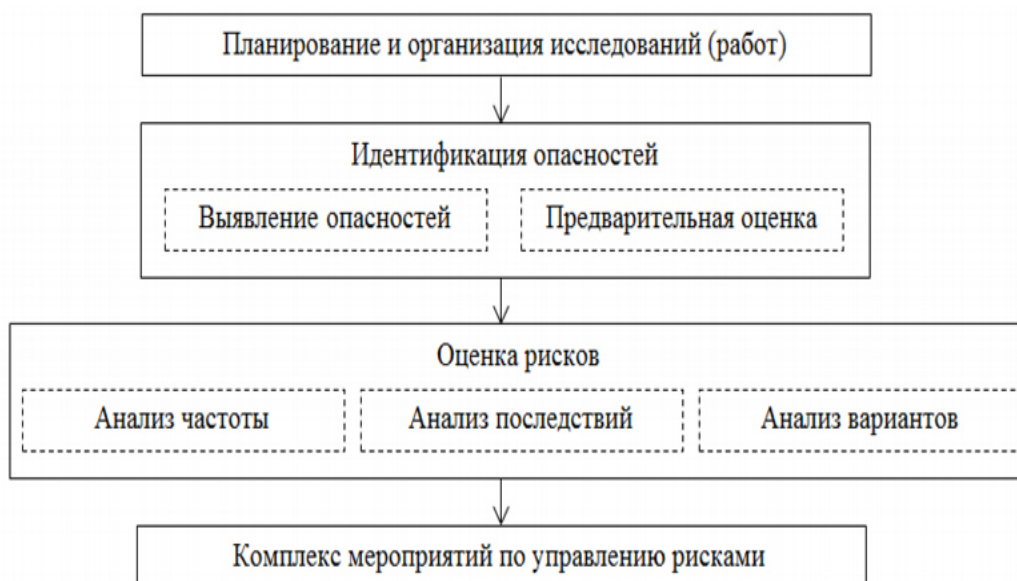 Планирование и организация исследований (работ)
Идентификация опасностей
Выявление опасностей
Предварительная оценка
Оценка рисков
Анализ частоты
Анализ последствий
Анализ вариантов
Комплекс мероприятий по управлению рисками